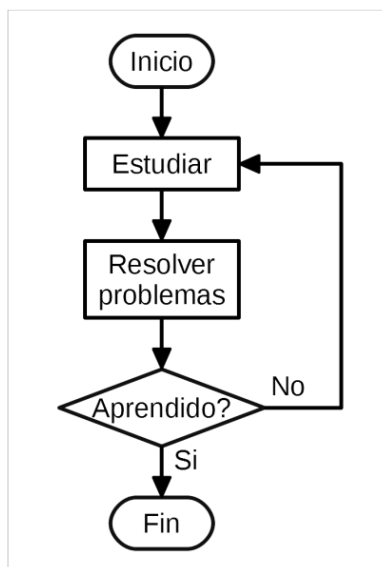 Inicio
Estudiar
Resolver
problemas
Aprendido?
No
Si
Fin